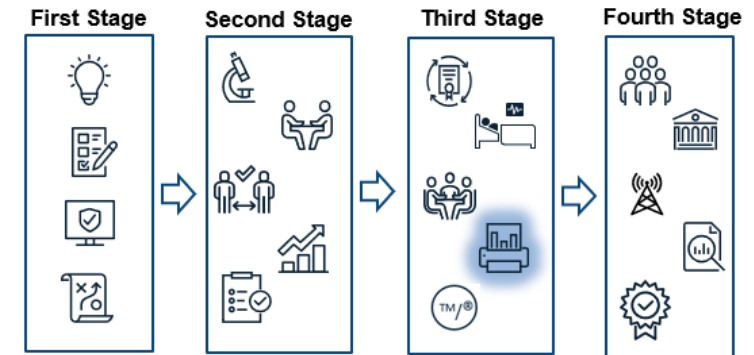 First Stage
Second Stage
Third Stage
Fourth Stage
TM/®